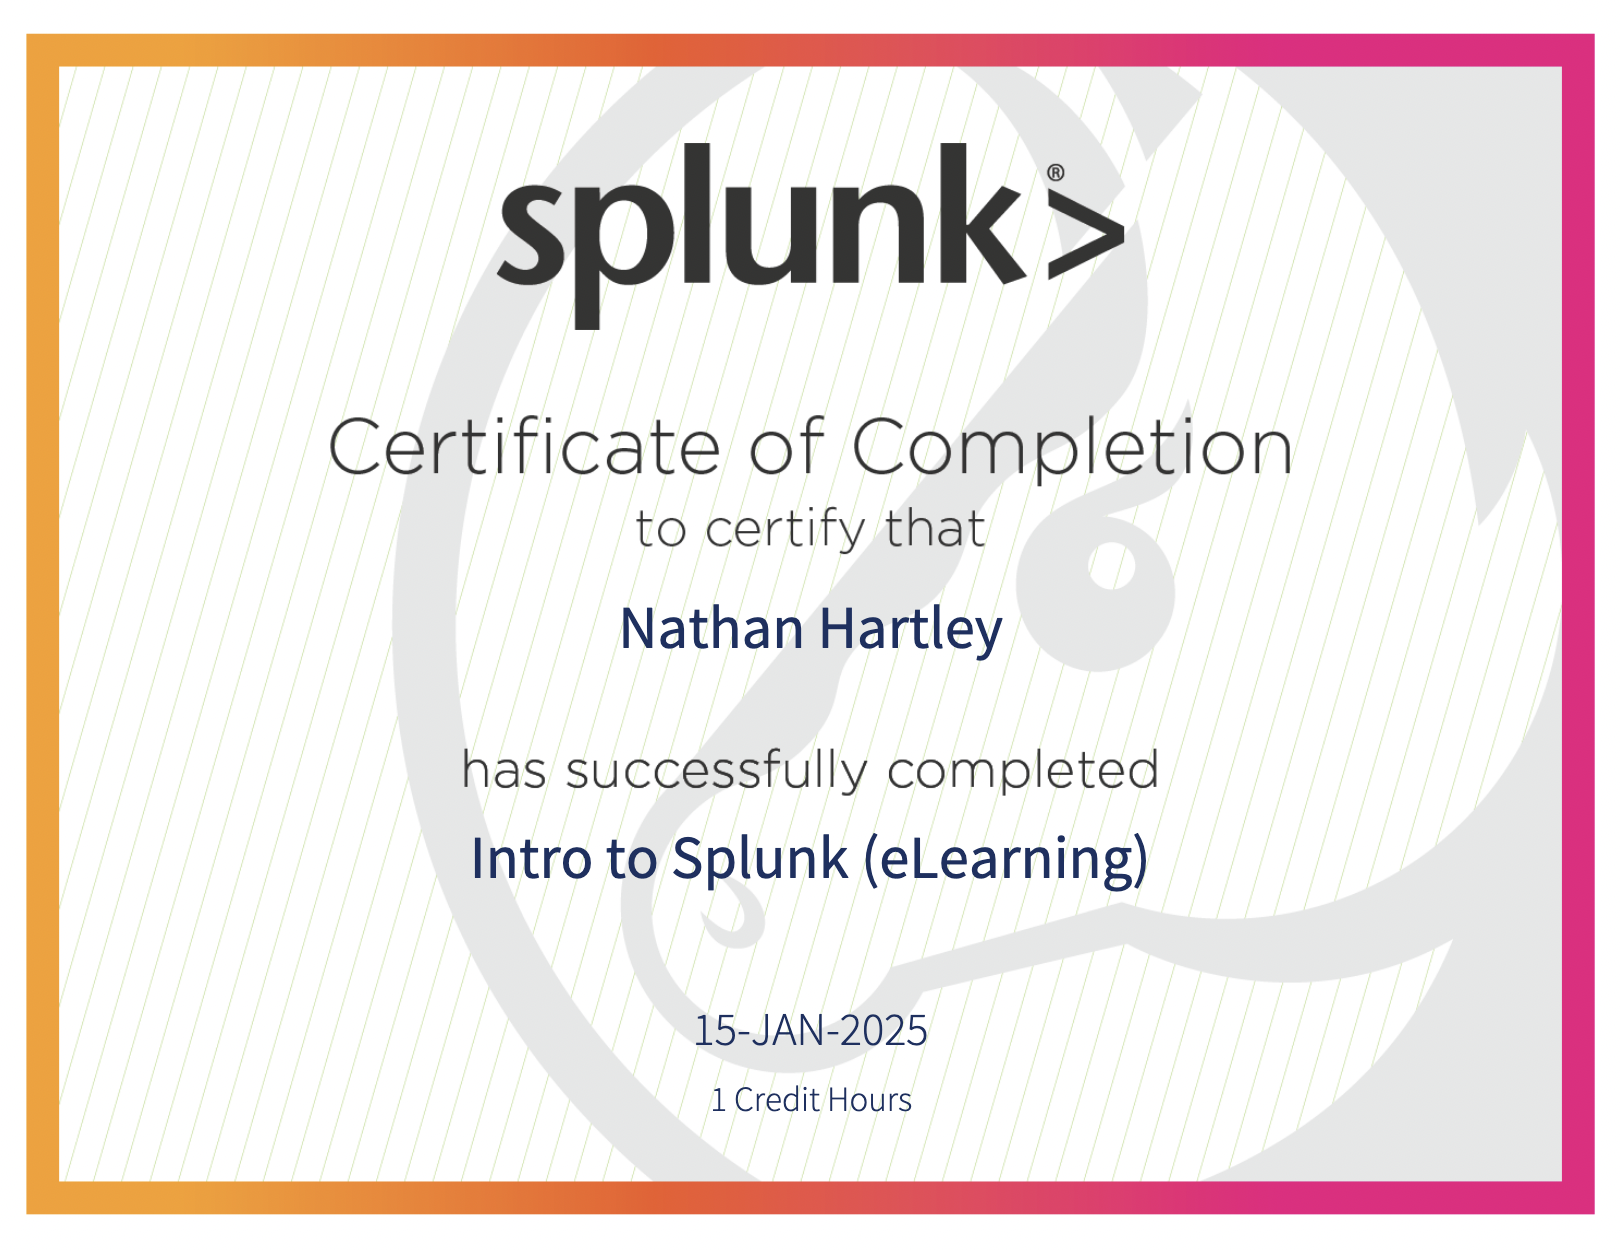 splunk>®
Certificate of Completion
to certify that
Nathan Hartley
has successfully completed
Intro to Splunk (eLearning)
15-JAN-2025
1 Credit Hours